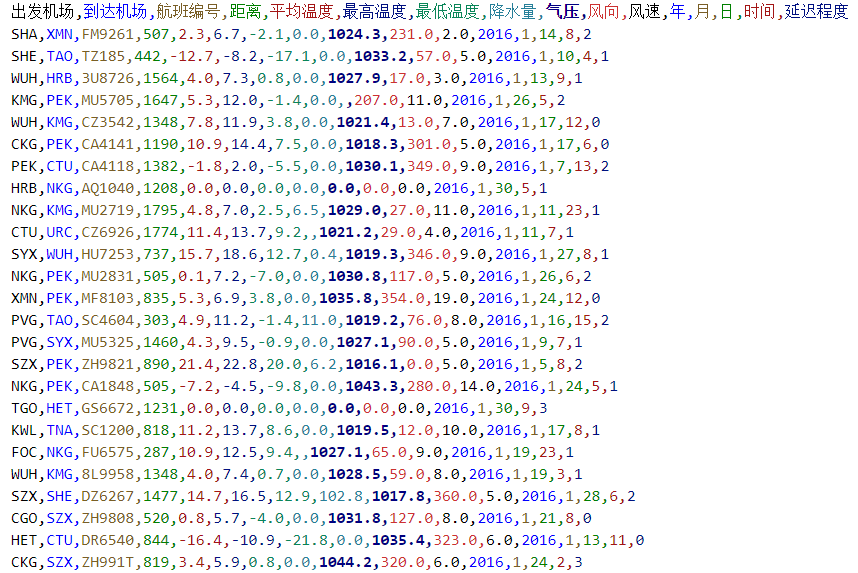 出发机场,到达机场,航班编号,距离,平均温度,最高温度,最低温度,降水量,气压,风向,风速,年,月,日,时间,延迟程度
SHA,XMN,FM9261,507,2.3,6.7,-2.1,0.0,1024.3,231.0,2.0,2016,1,14,8,2
SHE,TAO,TZ185,442,-12.7,-8.2,-17.1,0.0,1033.2,57.0,5.0,2016,1,10,4,1
WUH,HRB,3U8726,1564,4.0,7.3,0.8,0.0,1027.9,17.0,3.0,2016,1,13,9,1
KMG,PEK,MU5705,1647,5.3,12.0,-1.4,0.0,,207.0,11.0,2016,1,26,5,2
WUH,KMG,CZ3542,1348,7.8,11.9,3.8,0.0,1021.4,13.0,7.0,2016,1,17,12,0
CKG,PEK,CA4141,1190,10.9,14.4,7.5,0.0,1018.3,301.0,5.0,2016,1,17,6,0
PEK,CTU,CA4118,1382,-1.8,2.0,-5.5,0.0,1030.1,349.0,9.0,2016,1,7,13,2
HRB,NKG,AQ1040,1208,0.0,0.0,0.0,0.0,0.0,0.0,0.0,2016,1,30,5,1
NKG,KMG,MU2719,1795,4.8,7.0,2.5,6.5,1029.0,27.0,11.0,2016,1,11,23,1
CTU,URC,CZ6926,1774,11.4,13.7,9.2,,1021.2,29.0,4.0,2016,1,11,7,1
SYX,WUH,HU7253,737,15.7,18.6,12.7,0.4,1019.3,346.0,9.0,2016,1,27,8,1
NKG,PEK,MU2831,505,0.1,7.2,-7.0,0.0,1030.8,117.0,5.0,2016,1,26,6,2
XMN,PEK,MF8103,835,5.3,6.9,3.8,0.0,1035.8,354.0,19.0,2016,1,24,12,0
PVG,TAO,SC4604,303,4.9,11.2,-1.4,11.0,1019.2,76.0,8.0,2016,1,16,15,2
PVG,SYX,MU5325,1460,4.3,9.5,-0.9,0.0,1027.1,90.0,5.0,2016,1,9,7,1
SZX,PEK,ZH9821,890,21.4,22.8,20.0,6.2,1016.1,0.0,5.0,2016,1,5,8,2
NKG,PEK,CA1848,505,-7.2,-4.5,-9.8,0.0,1043.3,280.0,14.0,2016,1,24,5,1
TGO,HET,GS6672,1231,0.0,0.0,0.0,0.0,0.0,0.0,0.0,2016,1,30,9,3
KWL,TNA,SC1200,818,11.2,13.7,8.6,0.0,1019.5,12.0,10.0,2016,1,17,8,1
FOC,NKG,FU6575,287,10.9,12.5,9.4,,1027.1,65.0,9.0,2016,1,19,23,1
WUH,KMG,8L9958,1348,4.0,7.4,0.7,0.0,1028.5,59.0,8.0,2016,1,19,3,1
SZX,SHE,DZ6267,1477,14.7,16.5,12.9,102.8,1017.8,360.0,5.0,2016,1,28,6,2
CGO,SZX,ZH9808,520,0.8,5.7,-4.0,0.0,1031.8,127.0,8.0,2016,1,21,8,0
HET,CTU,DR6540,844,-16.4,-10.9,-21.8,0.0,1035.4,323.0,6.0,2016,1,13,11,0
CKG,SZX,ZH991T,819,3.4,5.9,0.8,0.0,1044.2,320.0,6.0,2016,1,24,2,3